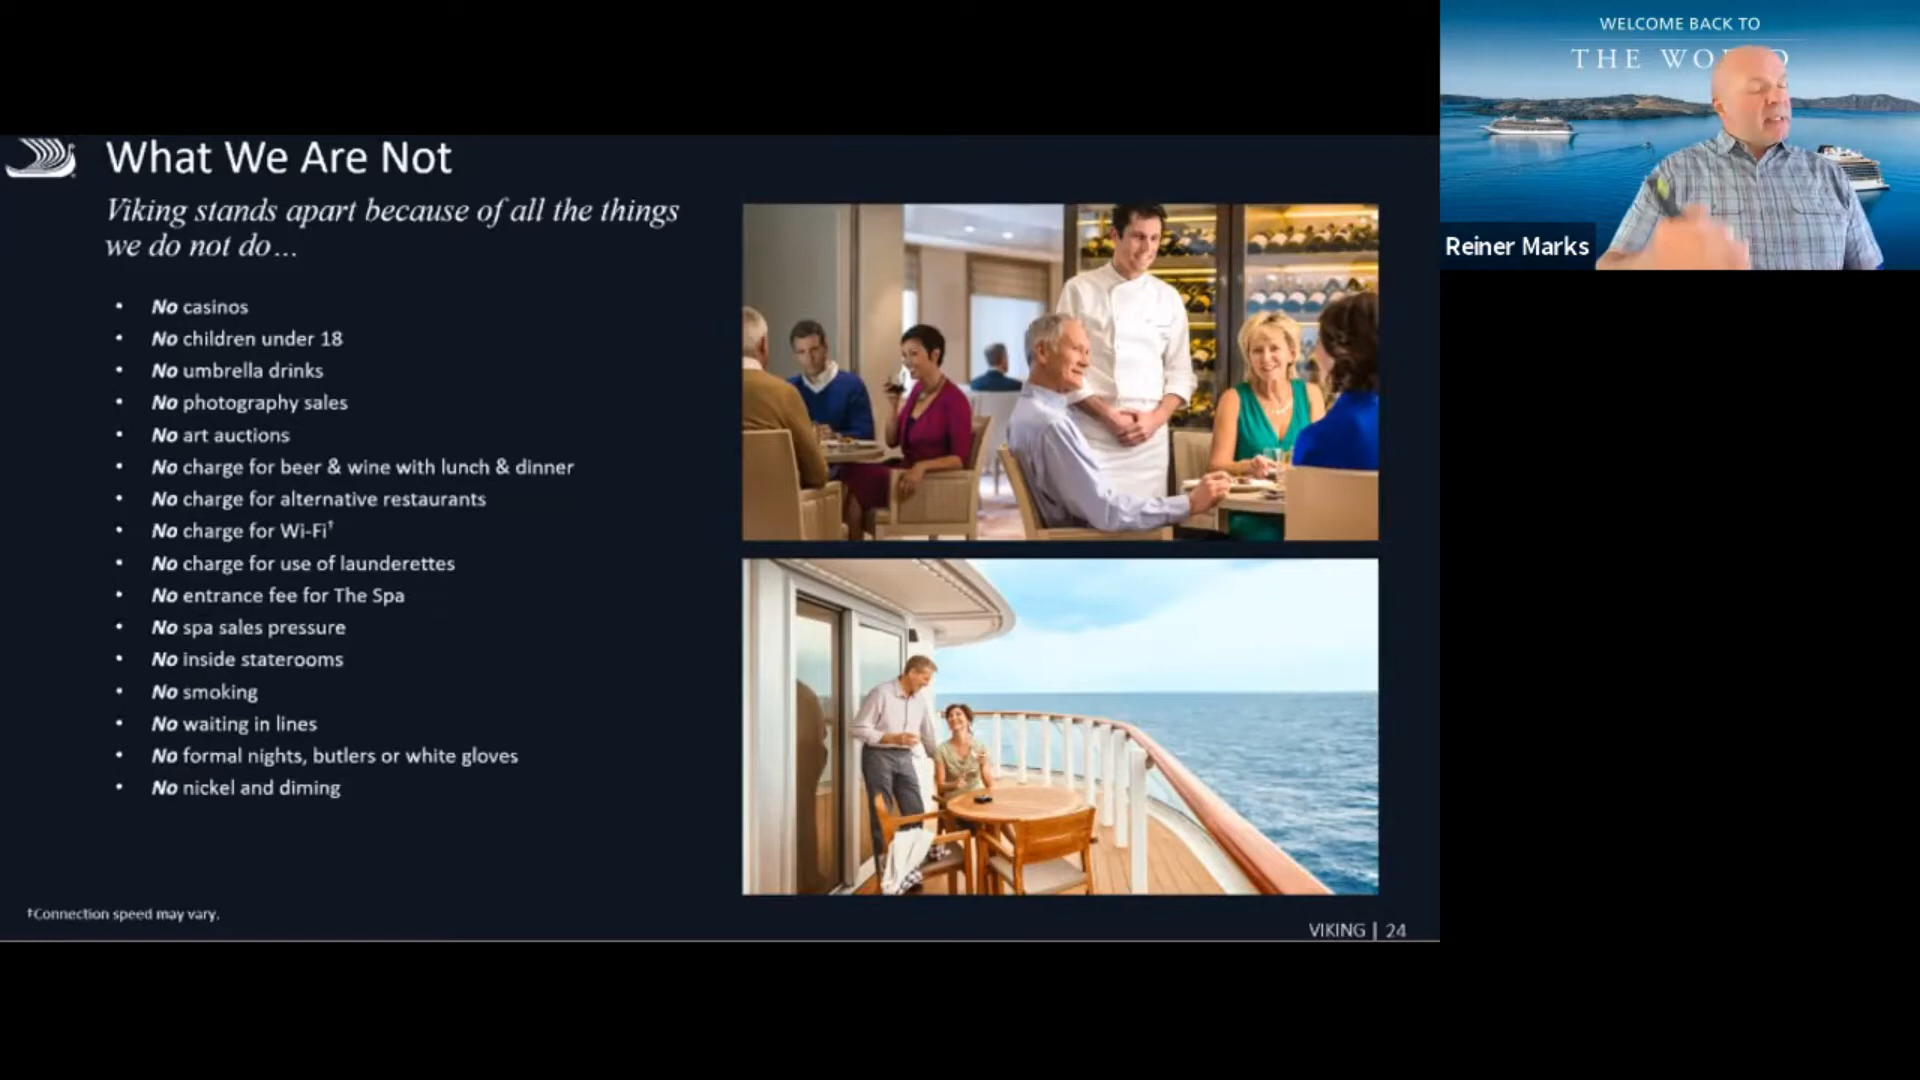 What We Are Not
Viking stands apart because of all the things
we do not do...
• No casinos
• No children under 18
• No umbrella drinks
• No photography sales
• No art auctions
• No charge for beer & wine with lunch & dinner
• No charge for alternative restaurants
• No charge for Wi-Fi†
• No charge for use of launderettes
• No entrance fee for The Spa
• No spa sales pressure
• No inside staterooms
• No smoking
• No waiting in lines
• No formal nights, butlers or white gloves
• No nickel and diming
†Connection speed may vary.
VIKING | 24
WELCOME BACK TO
THE
Reiner Marks